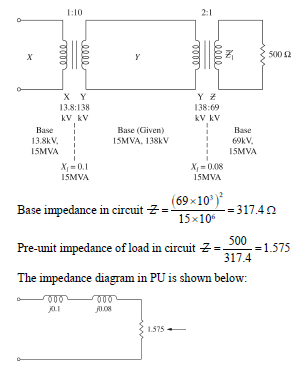 1:10 2:1
X Y Z₁ 500 Ω
X Y Y Z
13.8:138 138:69
kV kV kV kV
Base Base (Given) Base
13.8kV, 15MVA, 138kV 69kV,
15MVA 15MVA
X₁ = 0.1 X₁ = 0.08
15MVA 15MVA
Base impedance in circuit Z = (69×10³)² / 15×10⁶ = 317.4 Ω
Pre-unit impedance of load in circuit Z = 500 / 317.4 = 1.575
The impedance diagram in PU is shown below:
j0.1 j0.08
1.575